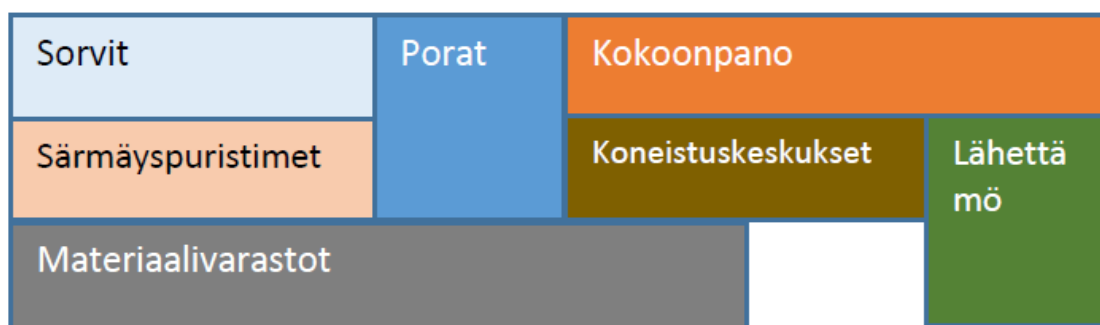 Sorvit
Porat
Kokoonpano
Särmäyspuristimet
Koneistuskeskukset
Lähettä
mö
Materiaalivarastot